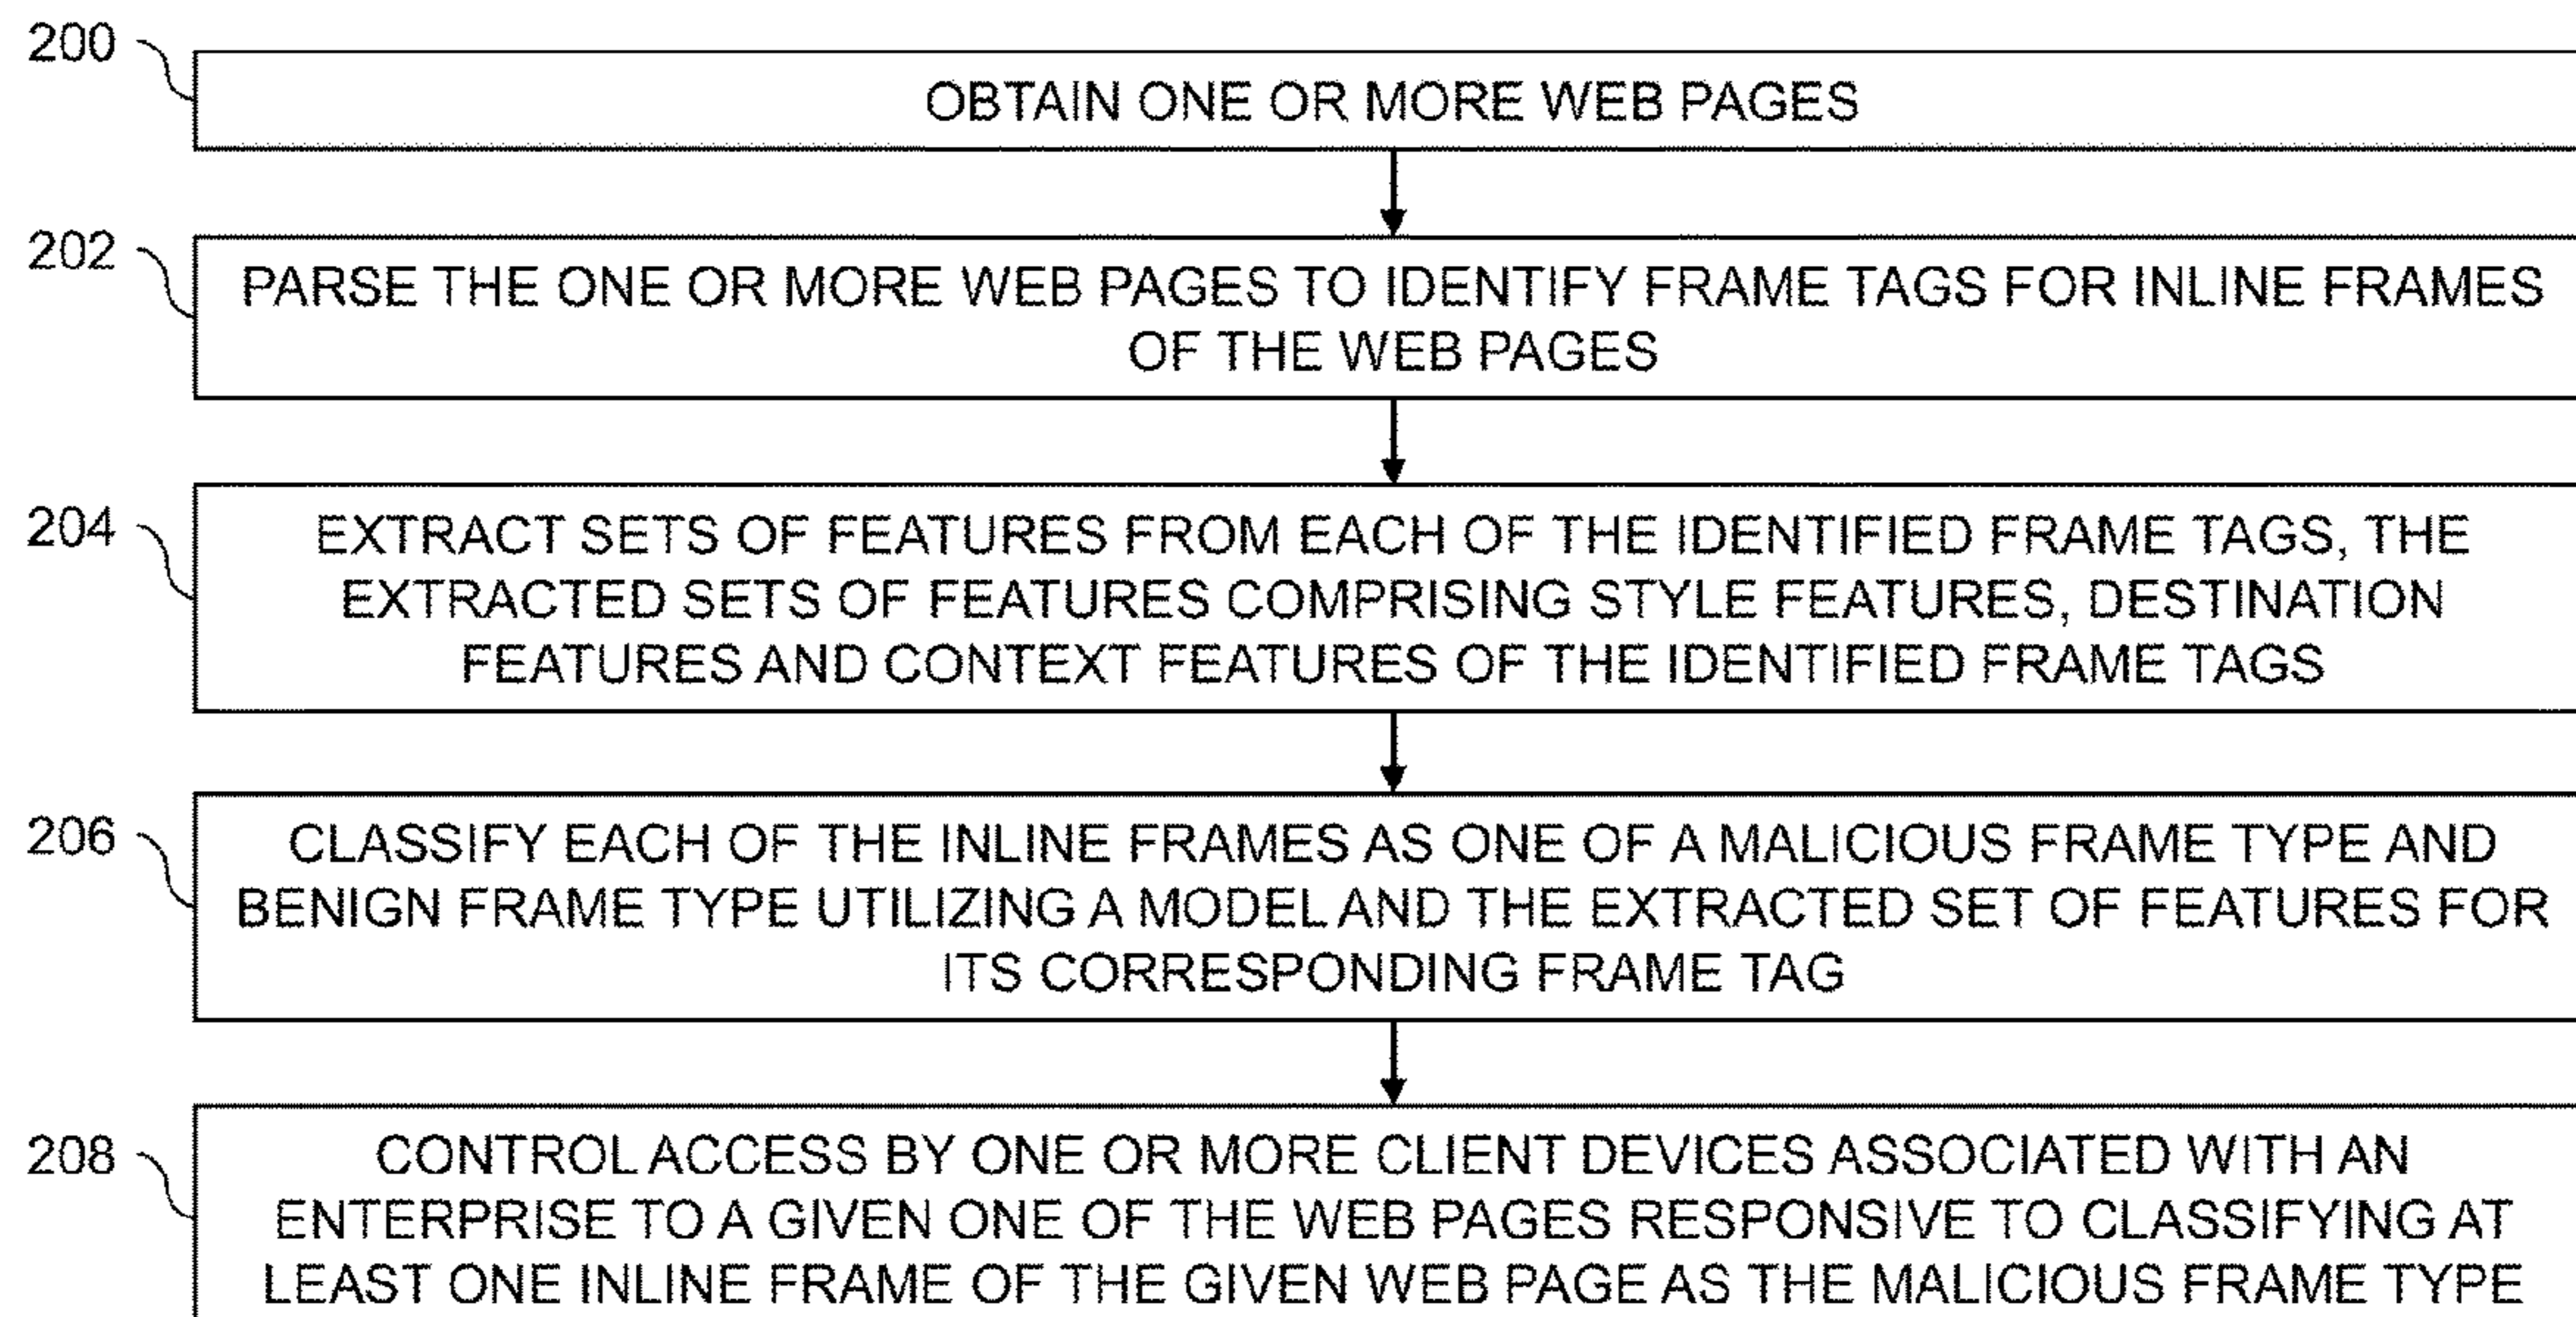 200
OBTAIN ONE OR MORE WEB PAGES
202
PARSE THE ONE OR MORE WEB PAGES TO IDENTIFY FRAME TAGS FOR INLINE FRAMES
OF THE WEB PAGES
204
EXTRACT SETS OF FEATURES FROM EACH OF THE IDENTIFIED FRAME TAGS, THE
EXTRACTED SETS OF FEATURES COMPRISING STYLE FEATURES, DESTINATION
FEATURES AND CONTEXT FEATURES OF THE IDENTIFIED FRAME TAGS
206
CLASSIFY EACH OF THE INLINE FRAMES AS ONE OF A MALICIOUS FRAME TYPE AND
BENIGN FRAME TYPE UTILIZING A MODEL AND THE EXTRACTED SET OF FEATURES FOR
ITS CORRESPONDING FRAME TAG
208
CONTROL ACCESS BY ONE OR MORE CLIENT DEVICES ASSOCIATED WITH AN
ENTERPRISE TO A GIVEN ONE OF THE WEB PAGES RESPONSIVE TO CLASSIFYING AT
LEAST ONE INLINE FRAME OF THE GIVEN WEB PAGE AS THE MALICIOUS FRAME TYPE